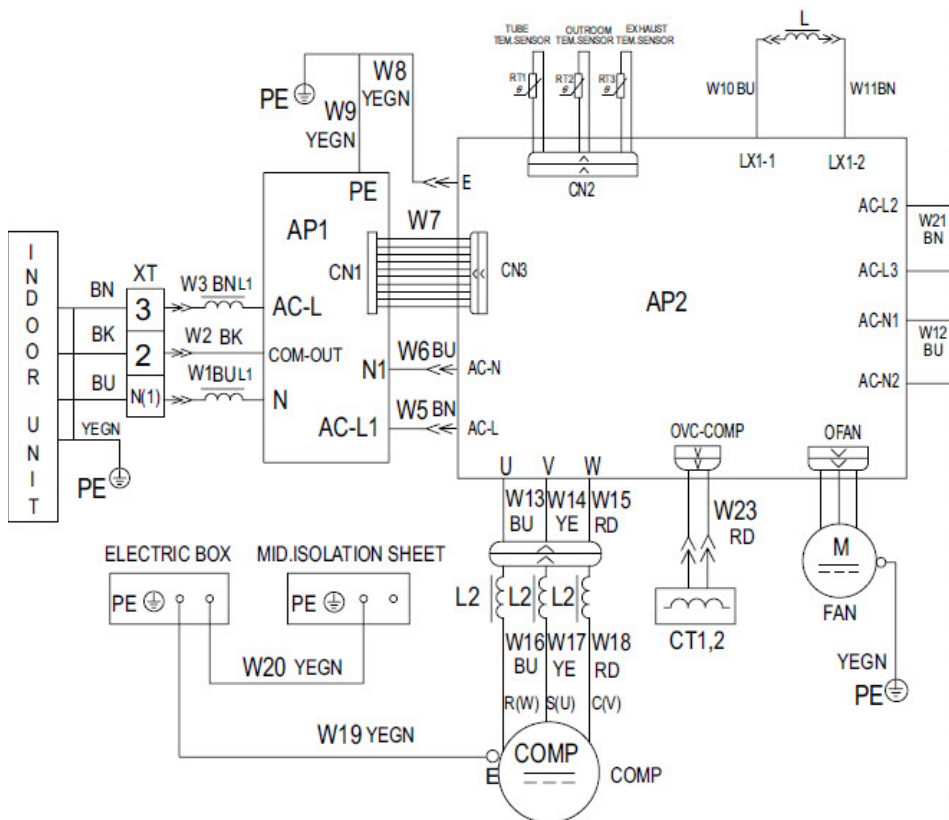 TUBE
TEM.SENSOR
OUTROOM
TEM.SENSOR
EXHAUST
TEM.SENSOR
L
RT1
θ
RT2
θ
RT3
θ
W10 BU
W11BN
PE
W8
YEGN
W9
YEGN
LX1-1
LX1-2
CN2
E
PE
AP1
W7
CN1
CN3
AP2
AC-L2
W21
BN
AC-L3
AC-N1
W12
BU
AC-N2
INDOOR UNIT
XT
BN
3
W3 BN L1
AC-L
BK
2
W2 BK
COM-OUT
BU
N(1)
W1BU L1
N
N1
W6 BU
AC-N
AC-L1
W5 BN
AC-L
YEGN
PE
OVC-COMP
OFAN
U
V
W
W13
BU
W14
YE
W15
RD
W23
RD
M
FAN
ELECTRIC BOX
MID.ISOLATION SHEET
PE
PE
L2
L2
L2
CT1,2
W20 YEGN
W16
BU
W17
YE
W18
RD
YEGN
PE
R(W)
S(U)
C(V)
W19 YEGN
E
COMP
COMP